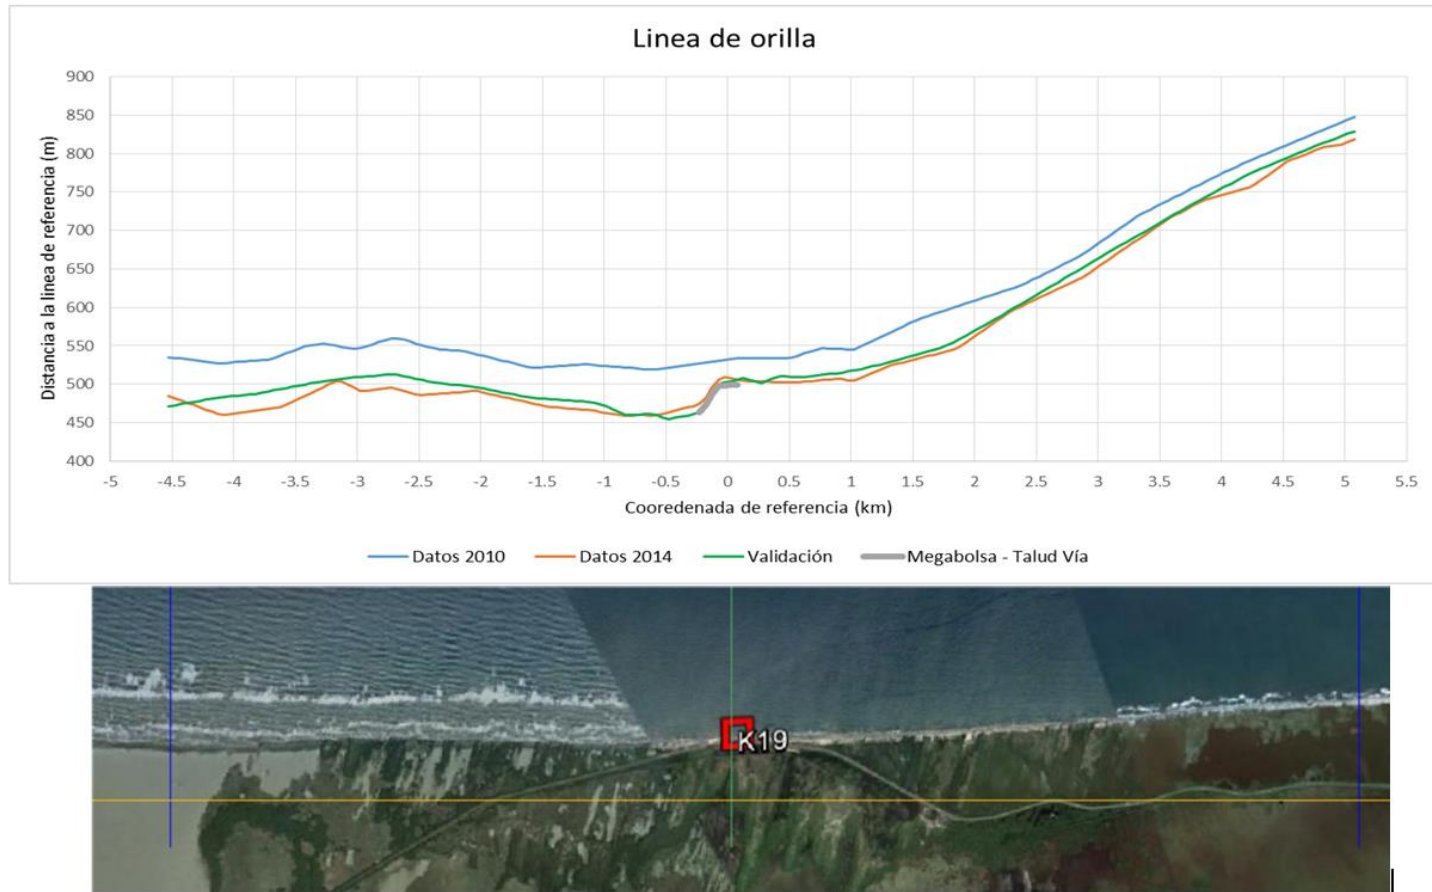 Linea de orilla
Distancia a la linea de referencia (m)
900
850
800
750
700
650
600
550
500
450
400
-5 -4.5 -4 -3.5 -3 -2.5 -2 -1.5 -1 -0.5 0 0.5 1 1.5 2 2.5 3 3.5 4 4.5 5 5.5
Cooredenada de referencia (km)
Datos 2010 Datos 2014 Validación Megabolsa - Talud Vía
K19